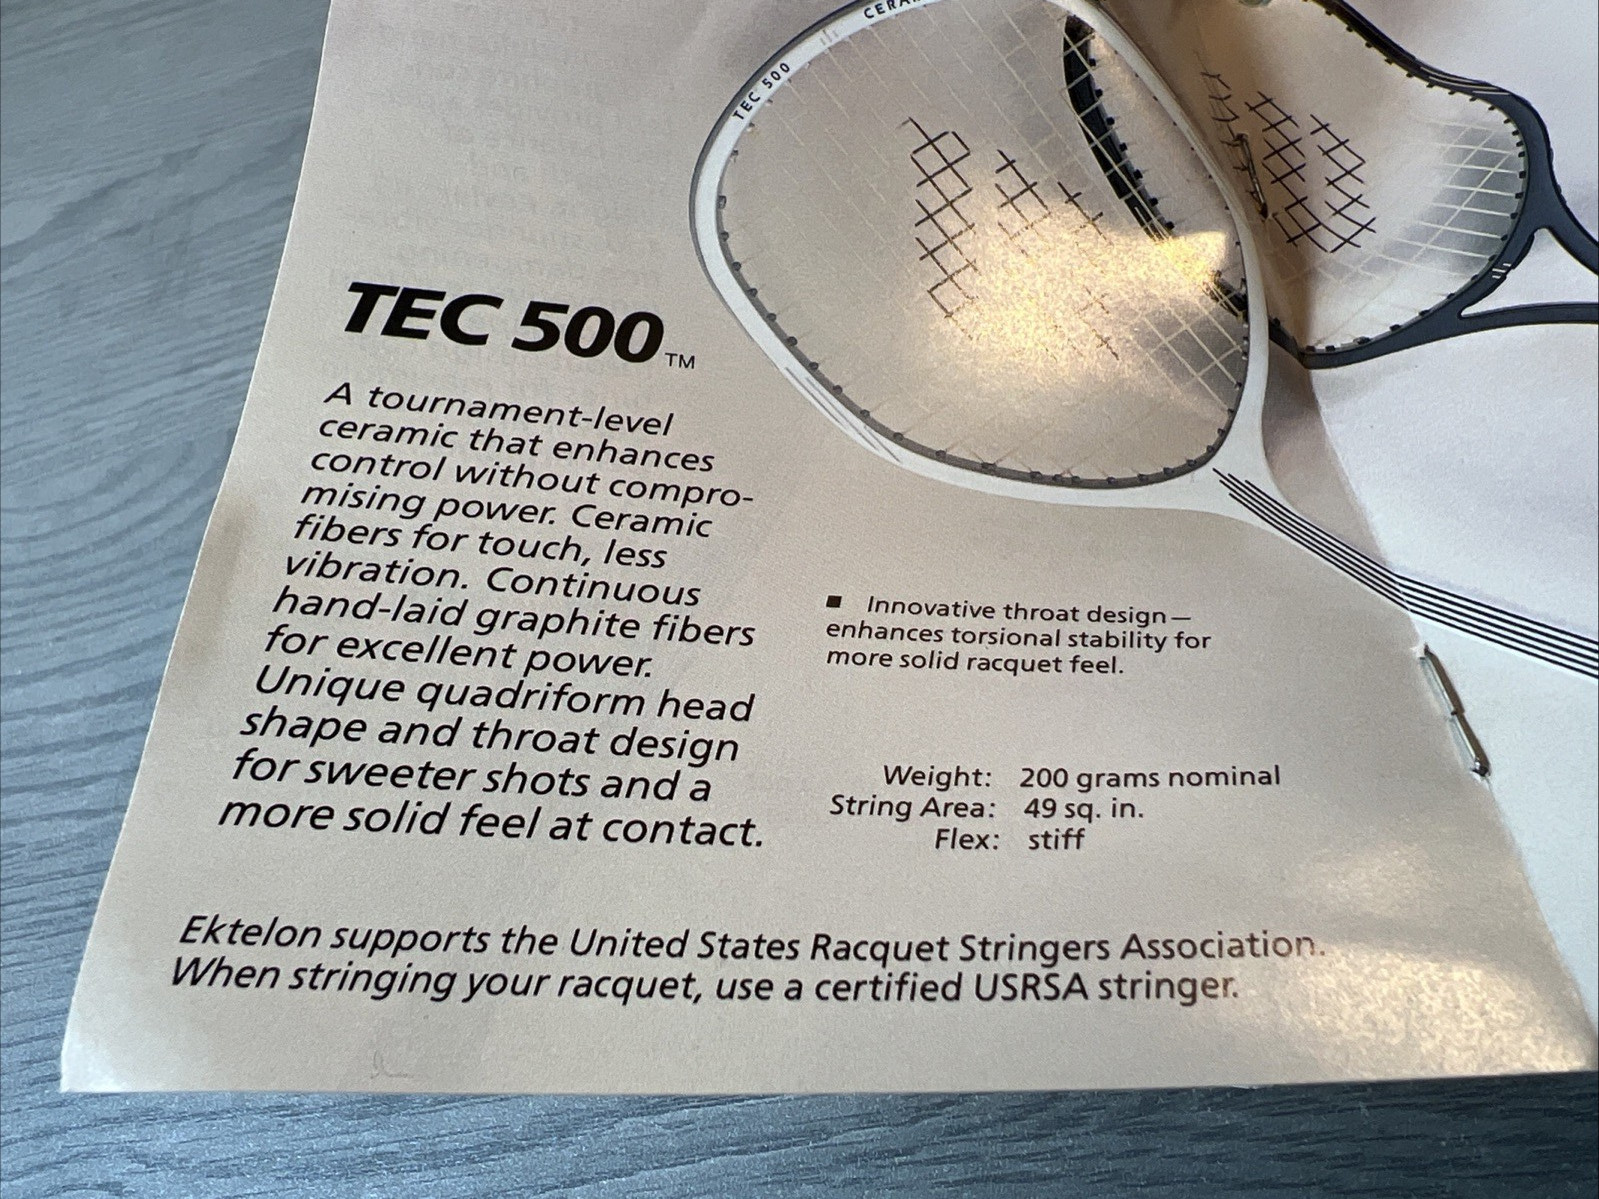 TEC 500
TEC 500™
A tournament-level
ceramic that enhances
control without compro-
mising power. Ceramic
fibers for touch, less
vibration. Continuous
hand-laid graphite fibers
for excellent power.
Unique quadriform head
shape and throat design
for sweeter shots and a
more solid feel at contact.
■ Innovative throat design—
enhances torsional stability for
more solid racquet feel.
Weight: 200 grams nominal
String Area: 49 sq. in.
Flex: stiff
Ektelon supports the United States Racquet Stringers Association.
When stringing your racquet, use a certified USRSA stringer.